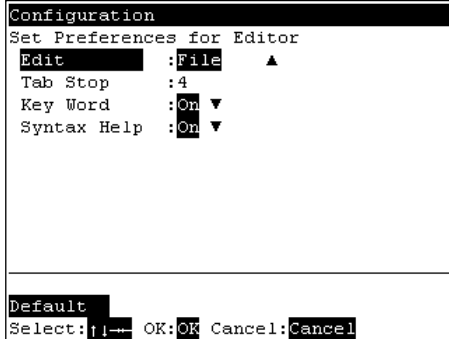 Configuration
Set Preferences for Editor
Edit :File ▲
Tab Stop :4
Key Word :On ▼
Syntax Help :On ▼
Default
Select:↑↓→← OK:OK Cancel:Cancel